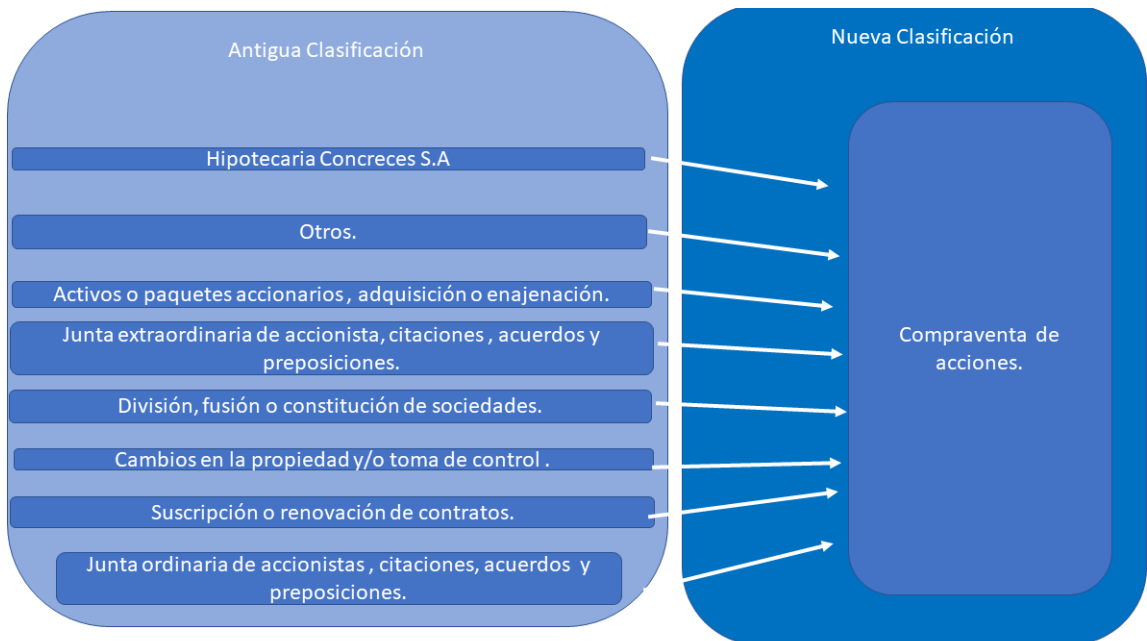 Antigua Clasificación
Nueva Clasificación
Hipotecaria Concreces S.A
Otros.
Activos o paquetes accionarios , adquisición o enajenación.
Junta extraordinaria de accionista, citaciones , acuerdos y
preposiciones.
División, fusión o constitución de sociedades.
Cambios en la propiedad y/o toma de control .
Suscripción o renovación de contratos.
Junta ordinaria de accionistas , citaciones, acuerdos y
preposiciones.
Compraventa de
acciones.